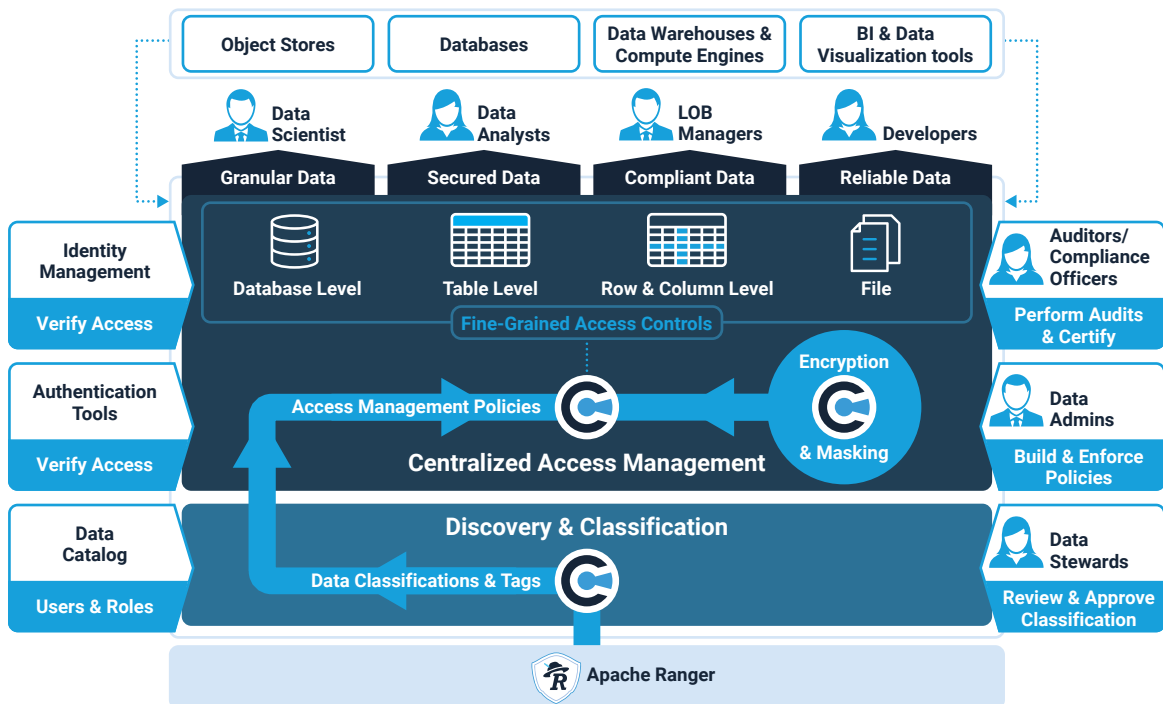 Object Stores
Databases
Data Warehouses &
Compute Engines
BI & Data
Visualization tools
Data
Scientist
Data
Analysts
LOB
Managers
Developers
Granular Data
Secured Data
Compliant Data
Reliable Data
Identity
Management
Verify Access
Database Level
Table Level
Row & Column Level
File
Fine-Grained Access Controls
Auditors/
Compliance
Officers
Perform Audits
& Certify
Authentication
Tools
Verify Access
Access Management Policies
Encryption
& Masking
Centralized Access Management
Data
Admins
Build & Enforce
Policies
Data
Catalog
Users & Roles
Discovery & Classification
Data Classifications & Tags
Data
Stewards
Review & Approve
Classification
R
Apache Ranger